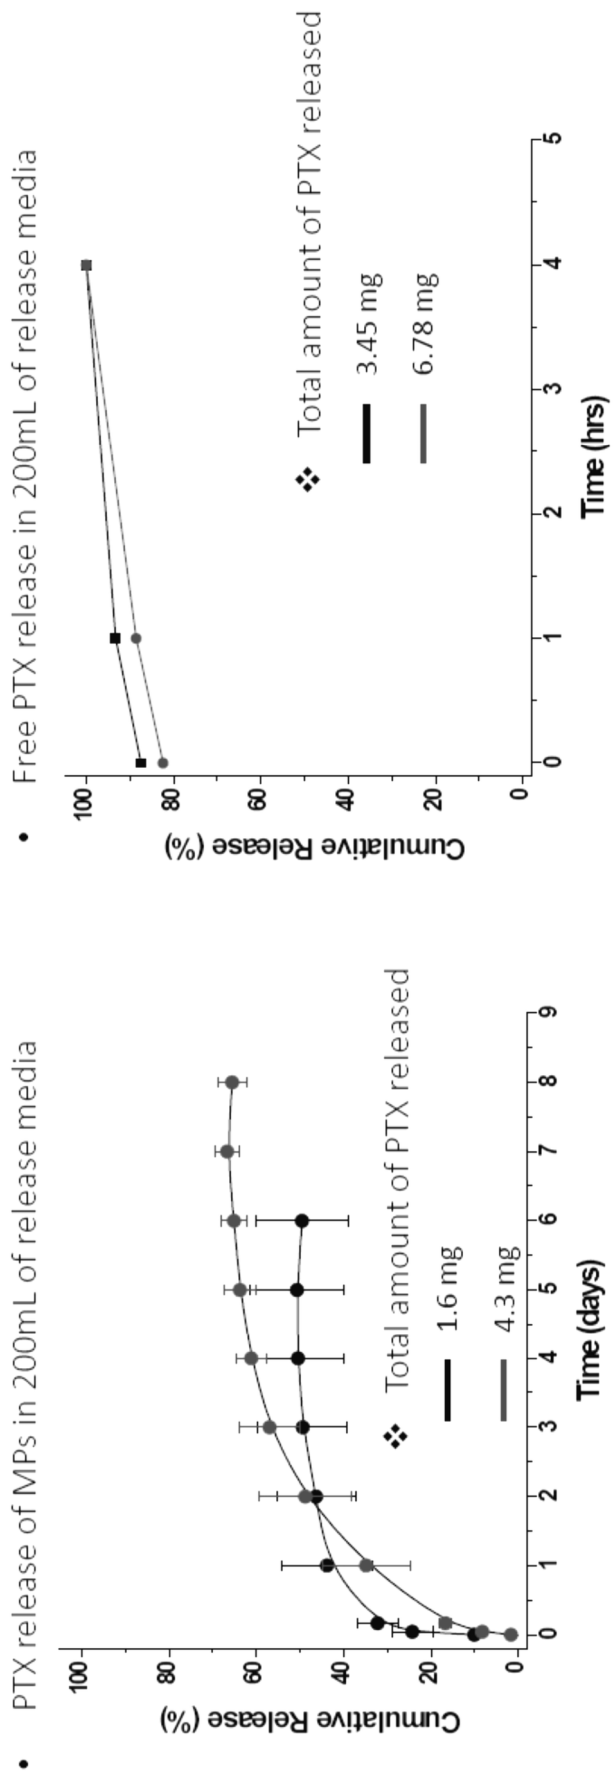 • PTX release of MPs in 200mL of release media
Cumulative Release (%)
100
80
60
40
20
0
0 1 2 3 4 5 6 7 8 9
Time (days)
❖ Total amount of PTX released
1.6 mg
4.3 mg
• Free PTX release in 200mL of release media
Cumulative Release (%)
100
80
60
40
20
0
0 1 2 3 4 5
Time (hrs)
❖ Total amount of PTX released
3.45 mg
6.78 mg